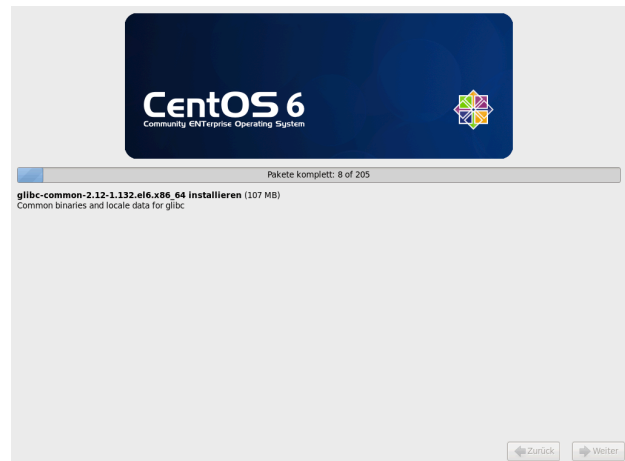 CentOS 6
Community ENTerprise Operating System
Pakete komplett: 8 of 205
glibc-common-2.12-1.132.el6.x86_64 installieren (107 MB)
Common binaries and locale data for glibc
Zurück
Weiter